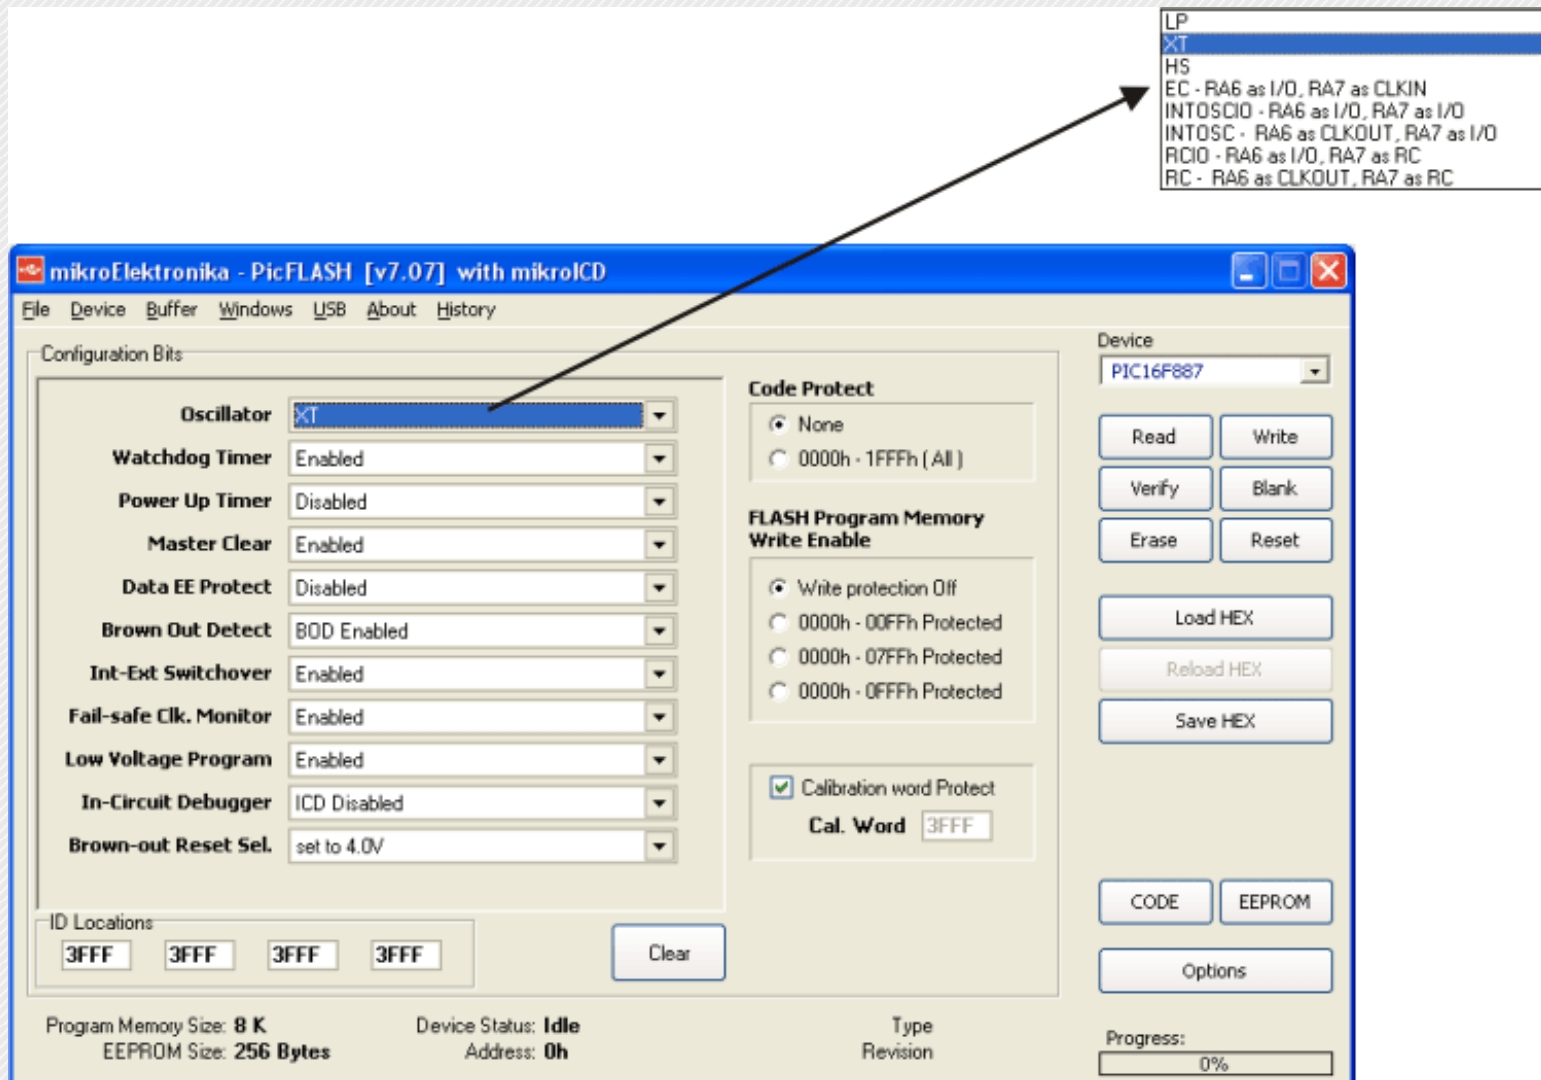 LP
XT
HS
EC - RA6 as I/O, RA7 as CLKIN
INTOSCIO - RA6 as I/O, RA7 as I/O
INTOSC - RA6 as CLKOUT, RA7 as I/O
RCIO - RA6 as I/O, RA7 as RC
RC - RA6 as CLKOUT, RA7 as RC
mikroElektronika - PicFLASH [v7.07] with mikroICD
File Device Buffer Windows USB About History
Configuration Bits
Oscillator XT
Watchdog Timer Enabled
Power Up Timer Disabled
Master Clear Enabled
Data EE Protect Disabled
Brown Out Detect BOD Enabled
Int-Ext Switchover Enabled
Fail-safe Clk. Monitor Enabled
Low Voltage Program Enabled
In-Circuit Debugger ICD Disabled
Brown-out Reset Sel. set to 4.0V
Code Protect
None
0000h - 1FFFh ( All )
FLASH Program Memory
Write Enable
Write protection Off
0000h - 00FFh Protected
0000h - 07FFh Protected
0000h - 0FFFh Protected
Calibration word Protect
Cal. Word 3FFF
ID Locations
3FFF 3FFF 3FFF 3FFF
Clear
Device
PIC16F887
Read Write
Verify Blank
Erase Reset
Load HEX
Reload HEX
Save HEX
CODE EEPROM
Options
Program Memory Size: 8 K Device Status: Idle Type
EEPROM Size: 256 Bytes Address: 0h Revision
Progress:
0%